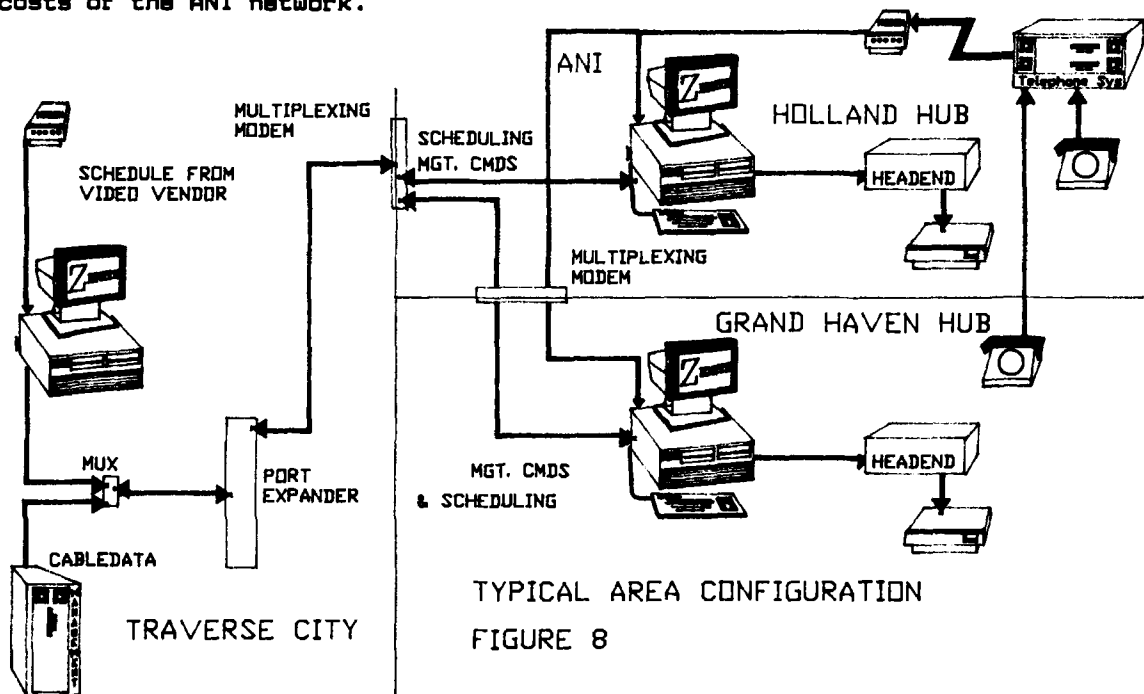 costs of the ANI network.
ANI
Telephone Sys
MULTIPLEXING
MODEM
SCHEDULING
MGT. CMDS
HOLLAND HUB
SCHEDULE FROM
VIDEO VENDOR
HEADEND
Z
Z
MULTIPLEXING
MODEM
GRAND HAVEN HUB
Z
MUX
PORT
EXPANDER
MGT. CMDS
& SCHEDULING
HEADEND
CABLEDATA
TRAVERSE CITY
TYPICAL AREA CONFIGURATION
FIGURE 8